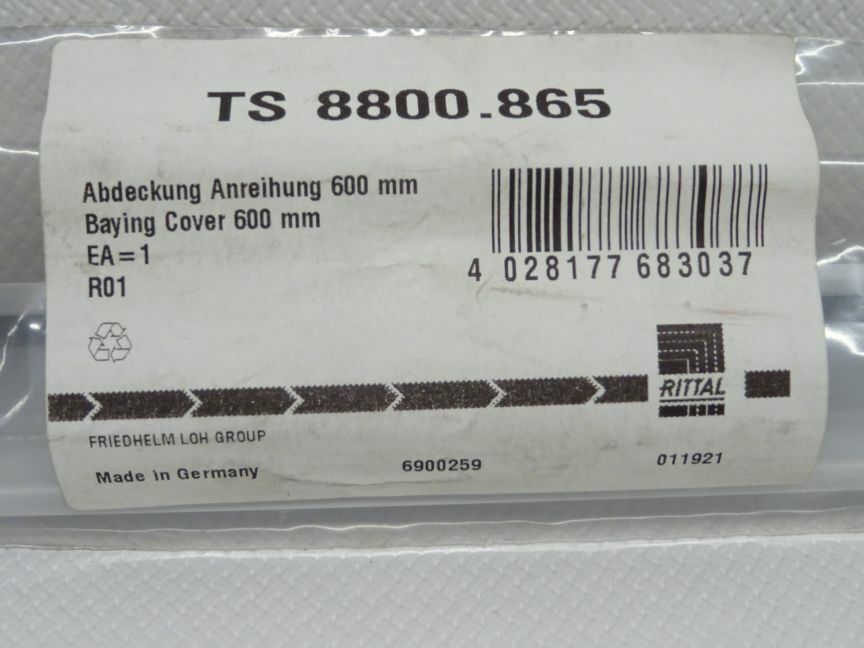 TS 8800.865
Abdeckung Anreihung 600 mm
Baying Cover 600 mm
EA=1
R01
4 028177 683037
RITTAL
FRIEDHELM LOH GROUP
Made in Germany
6900259
011921